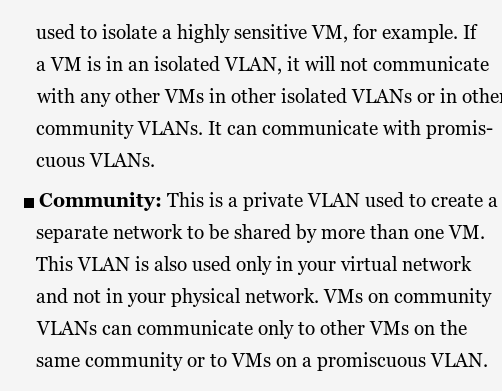 used to isolate a highly sensitive VM, for example. If
a VM is in an isolated VLAN, it will not communicate
with any other VMs in other isolated VLANs or in other
community VLANs. It can communicate with promis-
cuous VLANs.
■ Community: This is a private VLAN used to create a
separate network to be shared by more than one VM.
This VLAN is also used only in your virtual network
and not in your physical network. VMs on community
VLANs can communicate only to other VMs on the
same community or to VMs on a promiscuous VLAN.